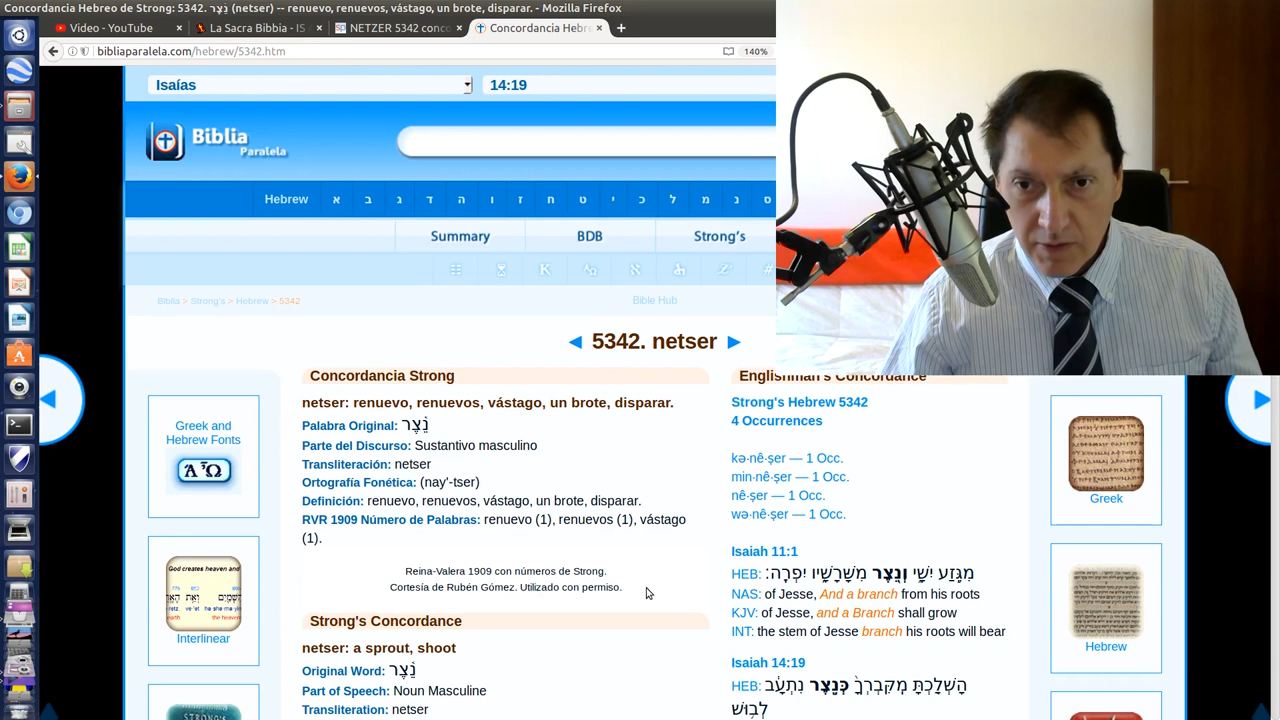 Concordancia Hebreo de Strong: 5342. נֵ֫צֶר (netser) -- renuevo, renuevos, vástago, un brote, disparar. - Mozilla Firefox
Video - YouTube
La Sacra Bibbia - IS
NETZER 5342 conc
Concordancia Hebre
bibliaparalela.com/hebrew/5342.htm
140%
Isaías
14:19
Biblia
Paralela
Hebrew א ב ג ד ה ו ז ח ט י כ ל מ נ ס
Summary BDB Strong's
Biblia > Strong's > Hebrew > 5342
Bible Hub
◄ 5342. netser ►
Concordancia Strong
netser: renuevo, renuevos, vástago, un brote, disparar.
Palabra Original: נֵ֫צֶר
Parte del Discurso: Sustantivo masculino
Transliteración: netser
Ortografía Fonética: (nay'-tser)
Definición: renuevo, renuevos, vástago, un brote, disparar.
RVR 1909 Número de Palabras: renuevo (1), renuevos (1), vástago
(1).
Reina-Valera 1909 con números de Strong.
Cortesía de Rubén Gómez. Utilizado con permiso.
Strong's Concordance
netser: a sprout, shoot
Original Word: נֵ֫צֶר
Part of Speech: Noun Masculine
Transliteration: netser
Englishman's Concordance
Strong's Hebrew 5342
4 Occurrences
kə·nê·ṣer — 1 Occ.
min·nê·ṣer — 1 Occ.
nê·ṣer — 1 Occ.
wə·nê·ṣer — 1 Occ.
Isaiah 11:1
HEB: מִגֵּ֣זַע יִשָׁ֑י וְנֵ֖צֶר מִשָּׁרָשָׁ֥יו יִפְרֶֽה׃
NAS: of Jesse, And a branch from his roots
KJV: of Jesse, and a Branch shall grow
INT: the stem of Jesse branch his roots will bear
Isaiah 14:19
HEB: הָשְׁלַ֤כְתָּ מִֽקִּבְרְךָ֙ כְּנֵ֣צֶר נִתְעָ֔ב
לְב֥וּשׁ
Greek and
Hebrew Fonts
Α אָ Ω
God creates heaven and
Interlinear
STRONG'S
Greek
Hebrew